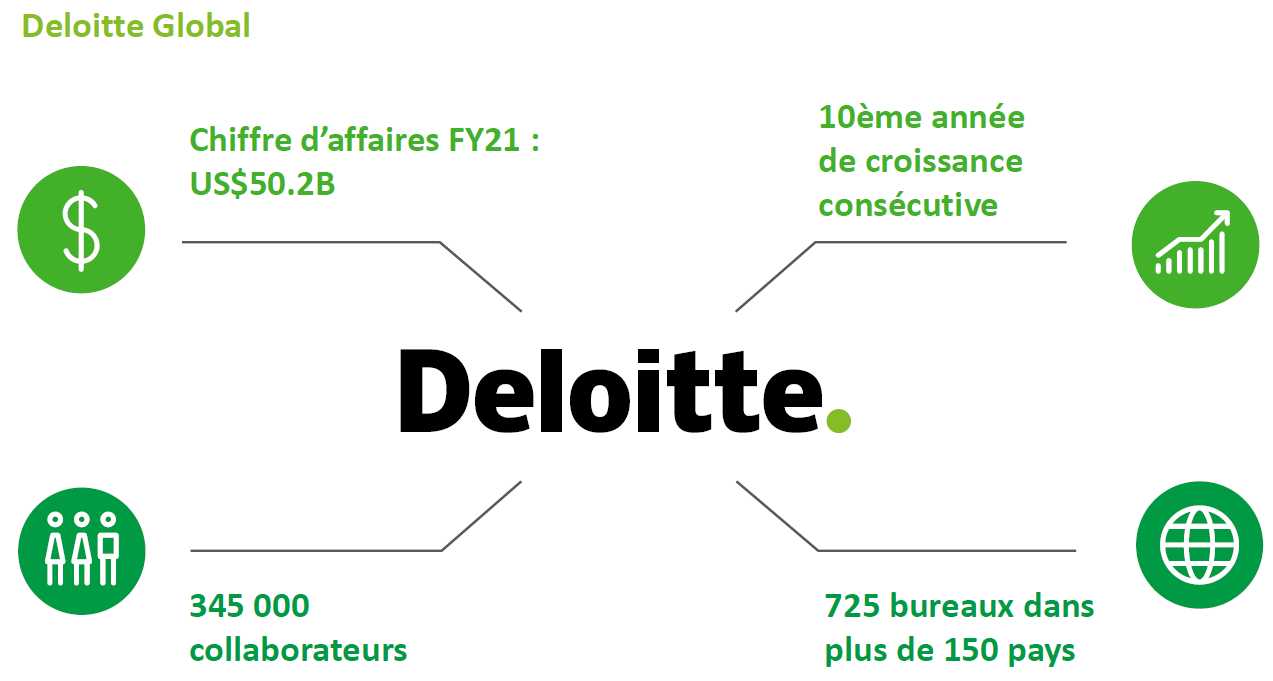 Deloitte Global
Chiffre d’affaires FY21 :
US$50.2B
10ème année
de croissance
consécutive
Deloitte.
345 000
collaborateurs
725 bureaux dans
plus de 150 pays